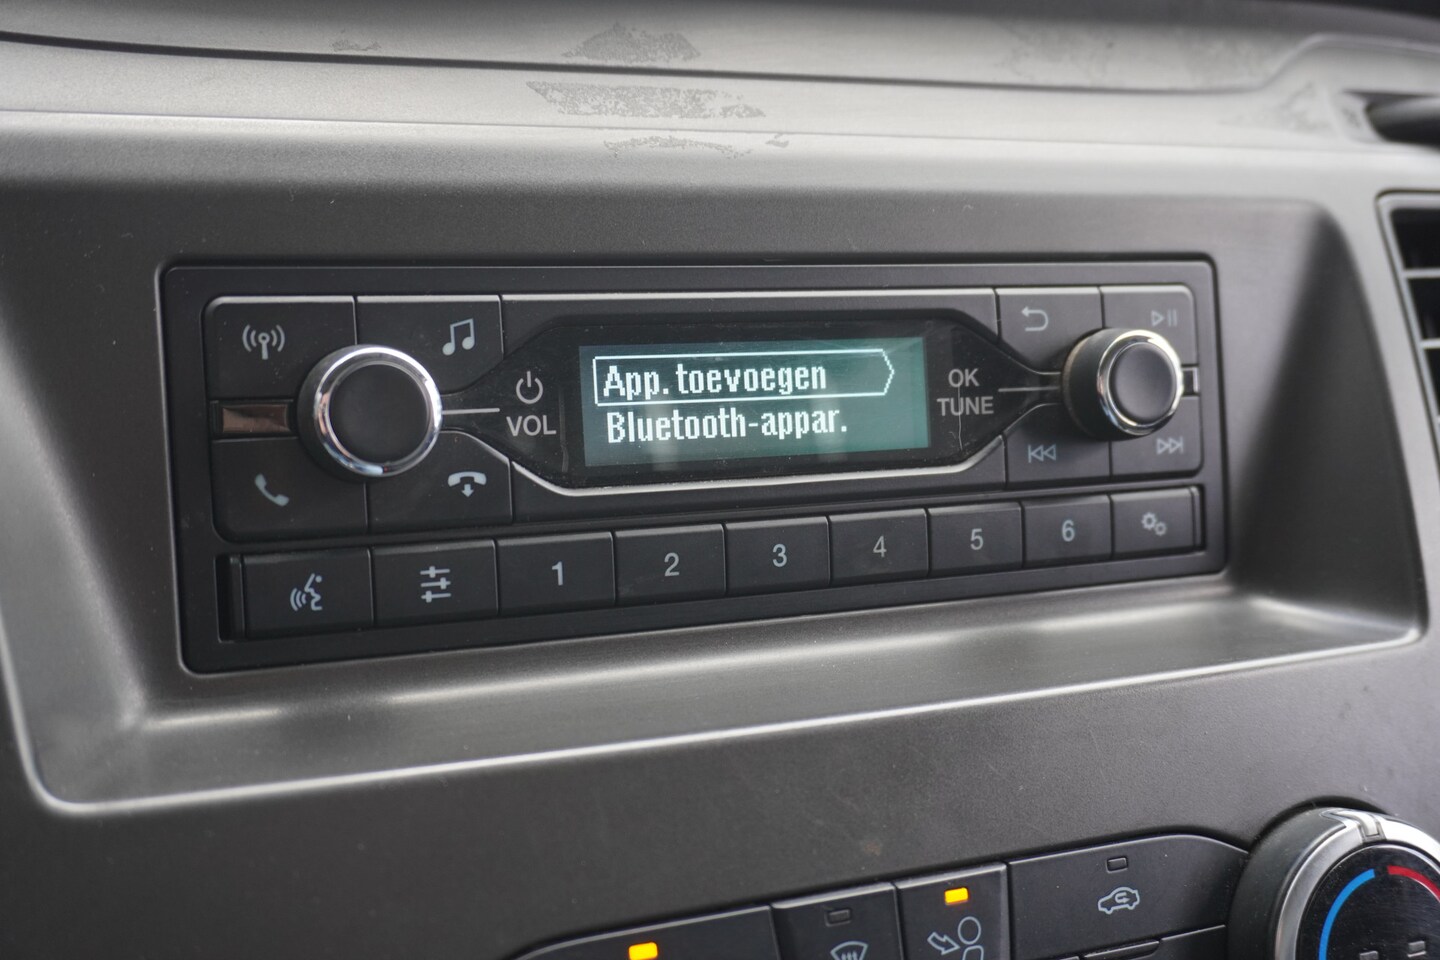 App. toevoegen
Bluetooth-appar.
VOL
OK
TUNE
1
2
3
4
5
6